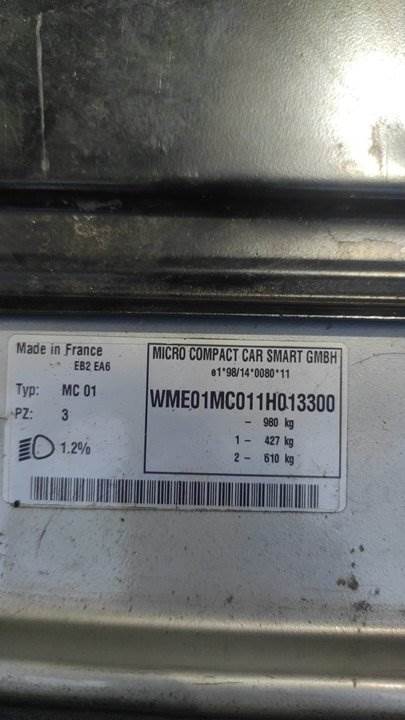 Made in France
EB2 EA6
Typ: MC 01
PZ: 3
1.2%
MICRO COMPACT CAR SMART GMBH
e1*98/14*0080*11
WME01MC011H013300
- 980 kg
1 - 427 kg
2 - 610 kg